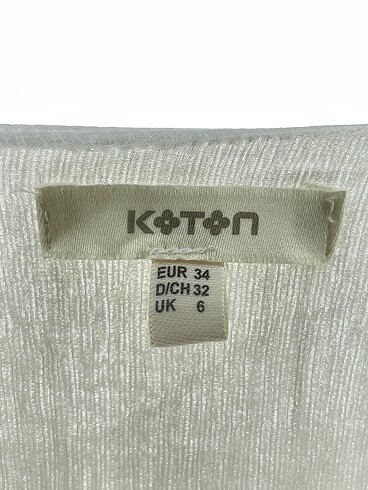 KOTON
EUR 34
D/CH 32
UK 6